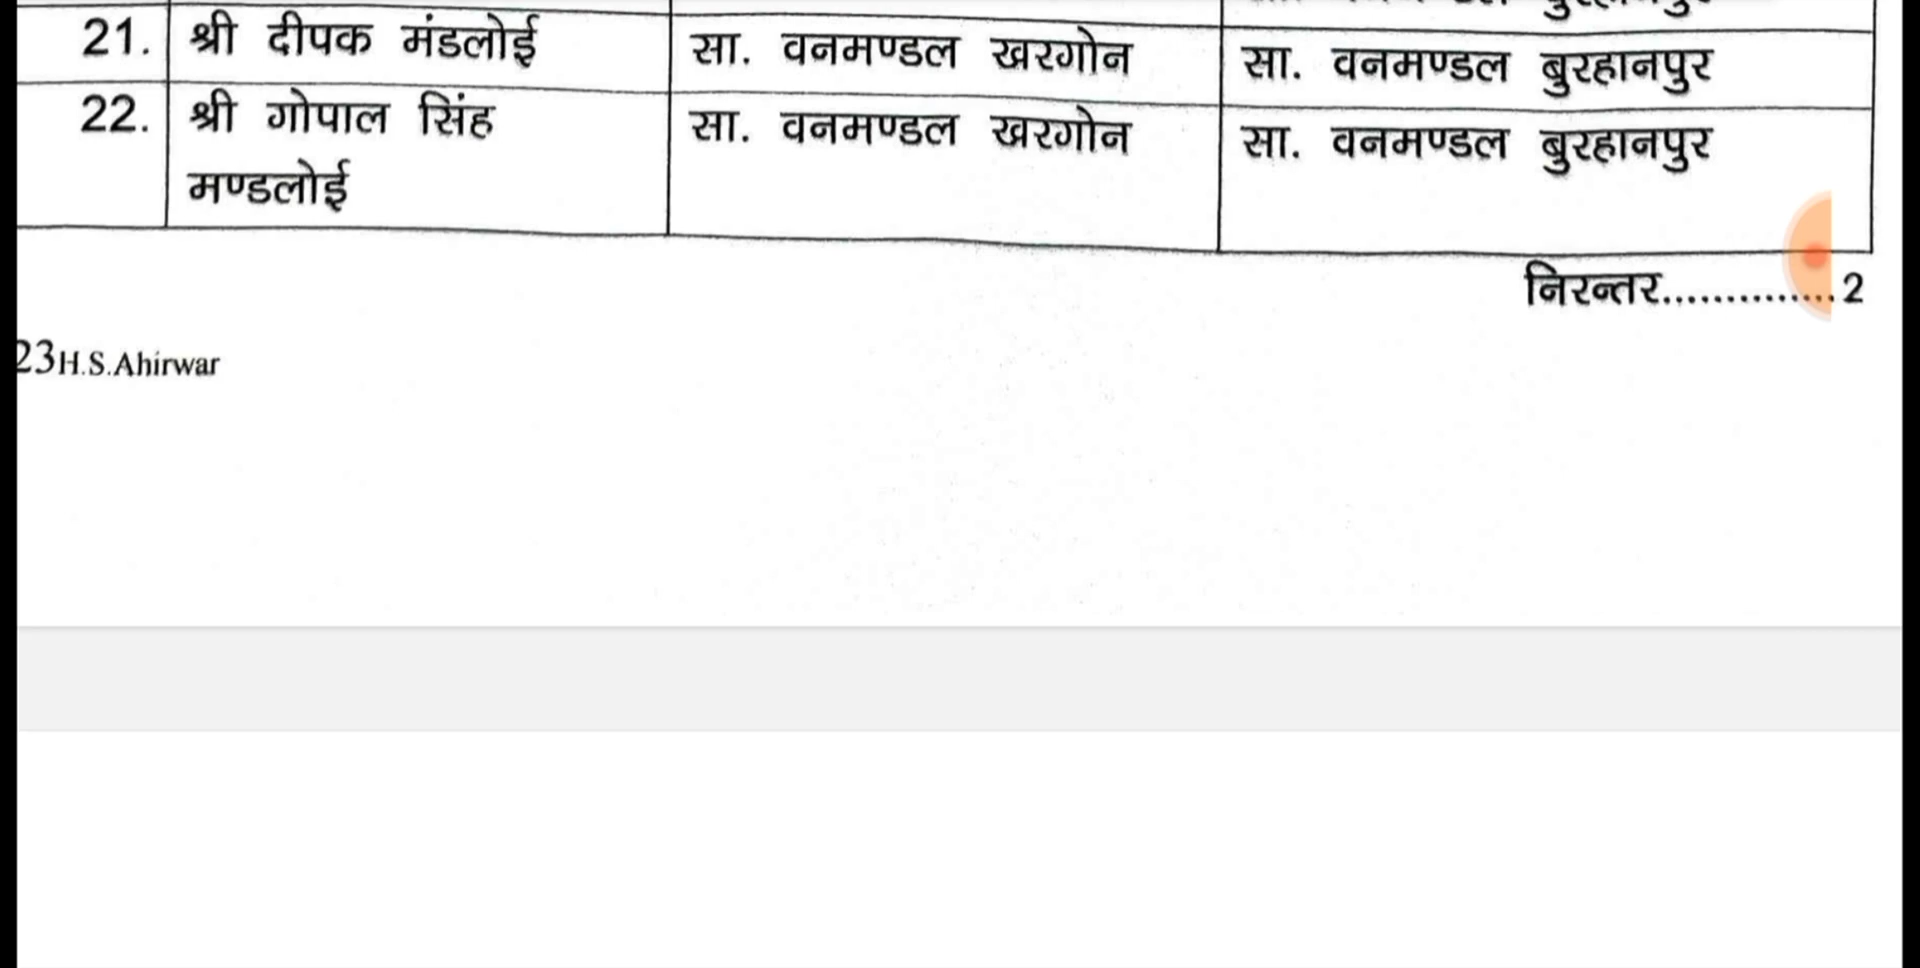 21. श्री दीपक मंडलोई सा. वनमण्डल खरगोन सा. वनमण्डल बुरहानपुर
22. श्री गोपाल सिंह सा. वनमण्डल खरगोन सा. वनमण्डल बुरहानपुर
मण्डलोई
निरन्तर..............2
23H.S.Ahirwar